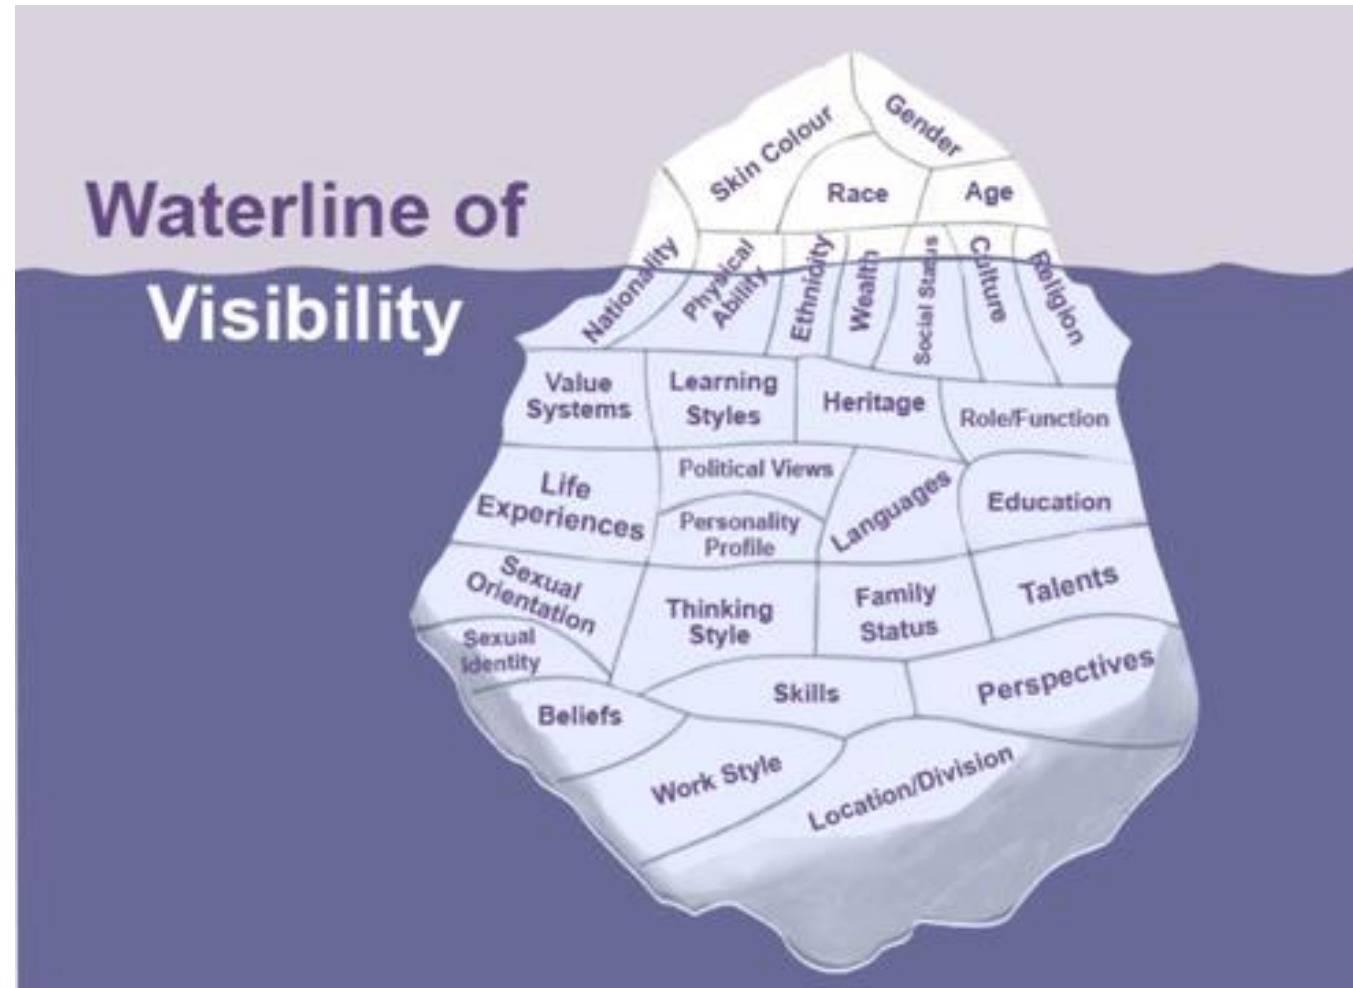 Waterline of
Visibility
Skin Colour
Gender
Race
Age
Nationality
Physical
Ability
Ethnicity
Wealth
Social Status
Culture
Religion
Value
Systems
Learning
Styles
Heritage
Role/Function
Life
Experiences
Political Views
Personality
Profile
Languages
Education
Sexual
Orientation
Sexual
Identity
Thinking
Style
Family
Status
Talents
Beliefs
Skills
Perspectives
Work Style
Location/Division